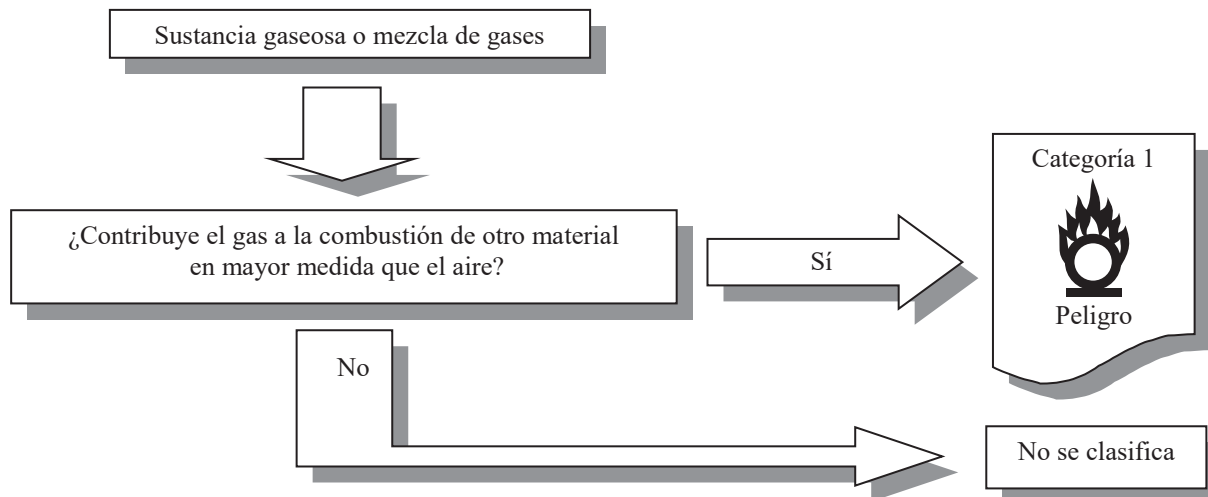 Sustancia gaseosa o mezcla de gases
Categoría 1
¿Contribuye el gas a la combustión de otro material
en mayor medida que el aire?
Sí
Peligro
No
No se clasifica